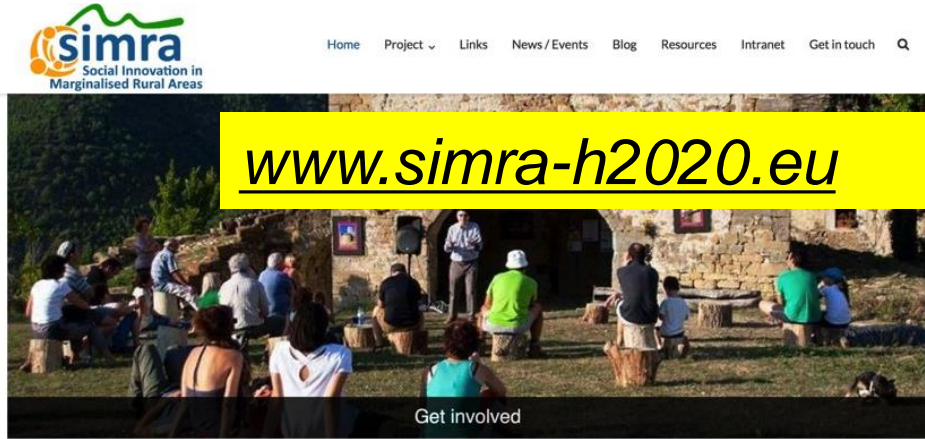 simra
Social Innovation in
Marginalised Rural Areas
Home Project Links News / Events Blog Resources Intranet Get in touch
www.simra-h2020.eu
Get involved